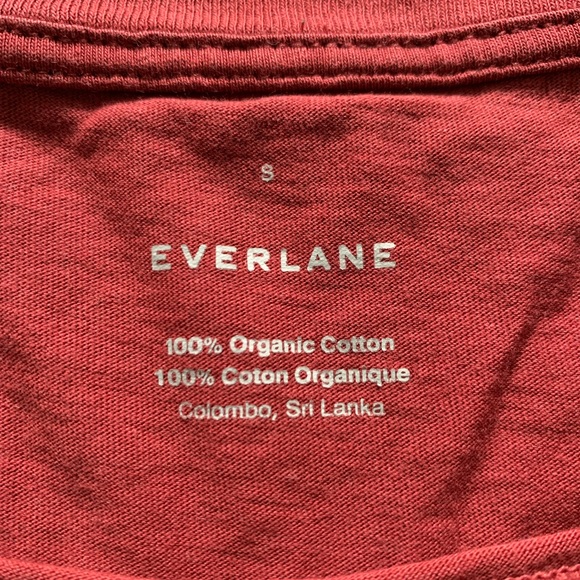 S
EVERLANE
100% Organic Cotton
100% Coton Organique
Colombo, Sri Lanka